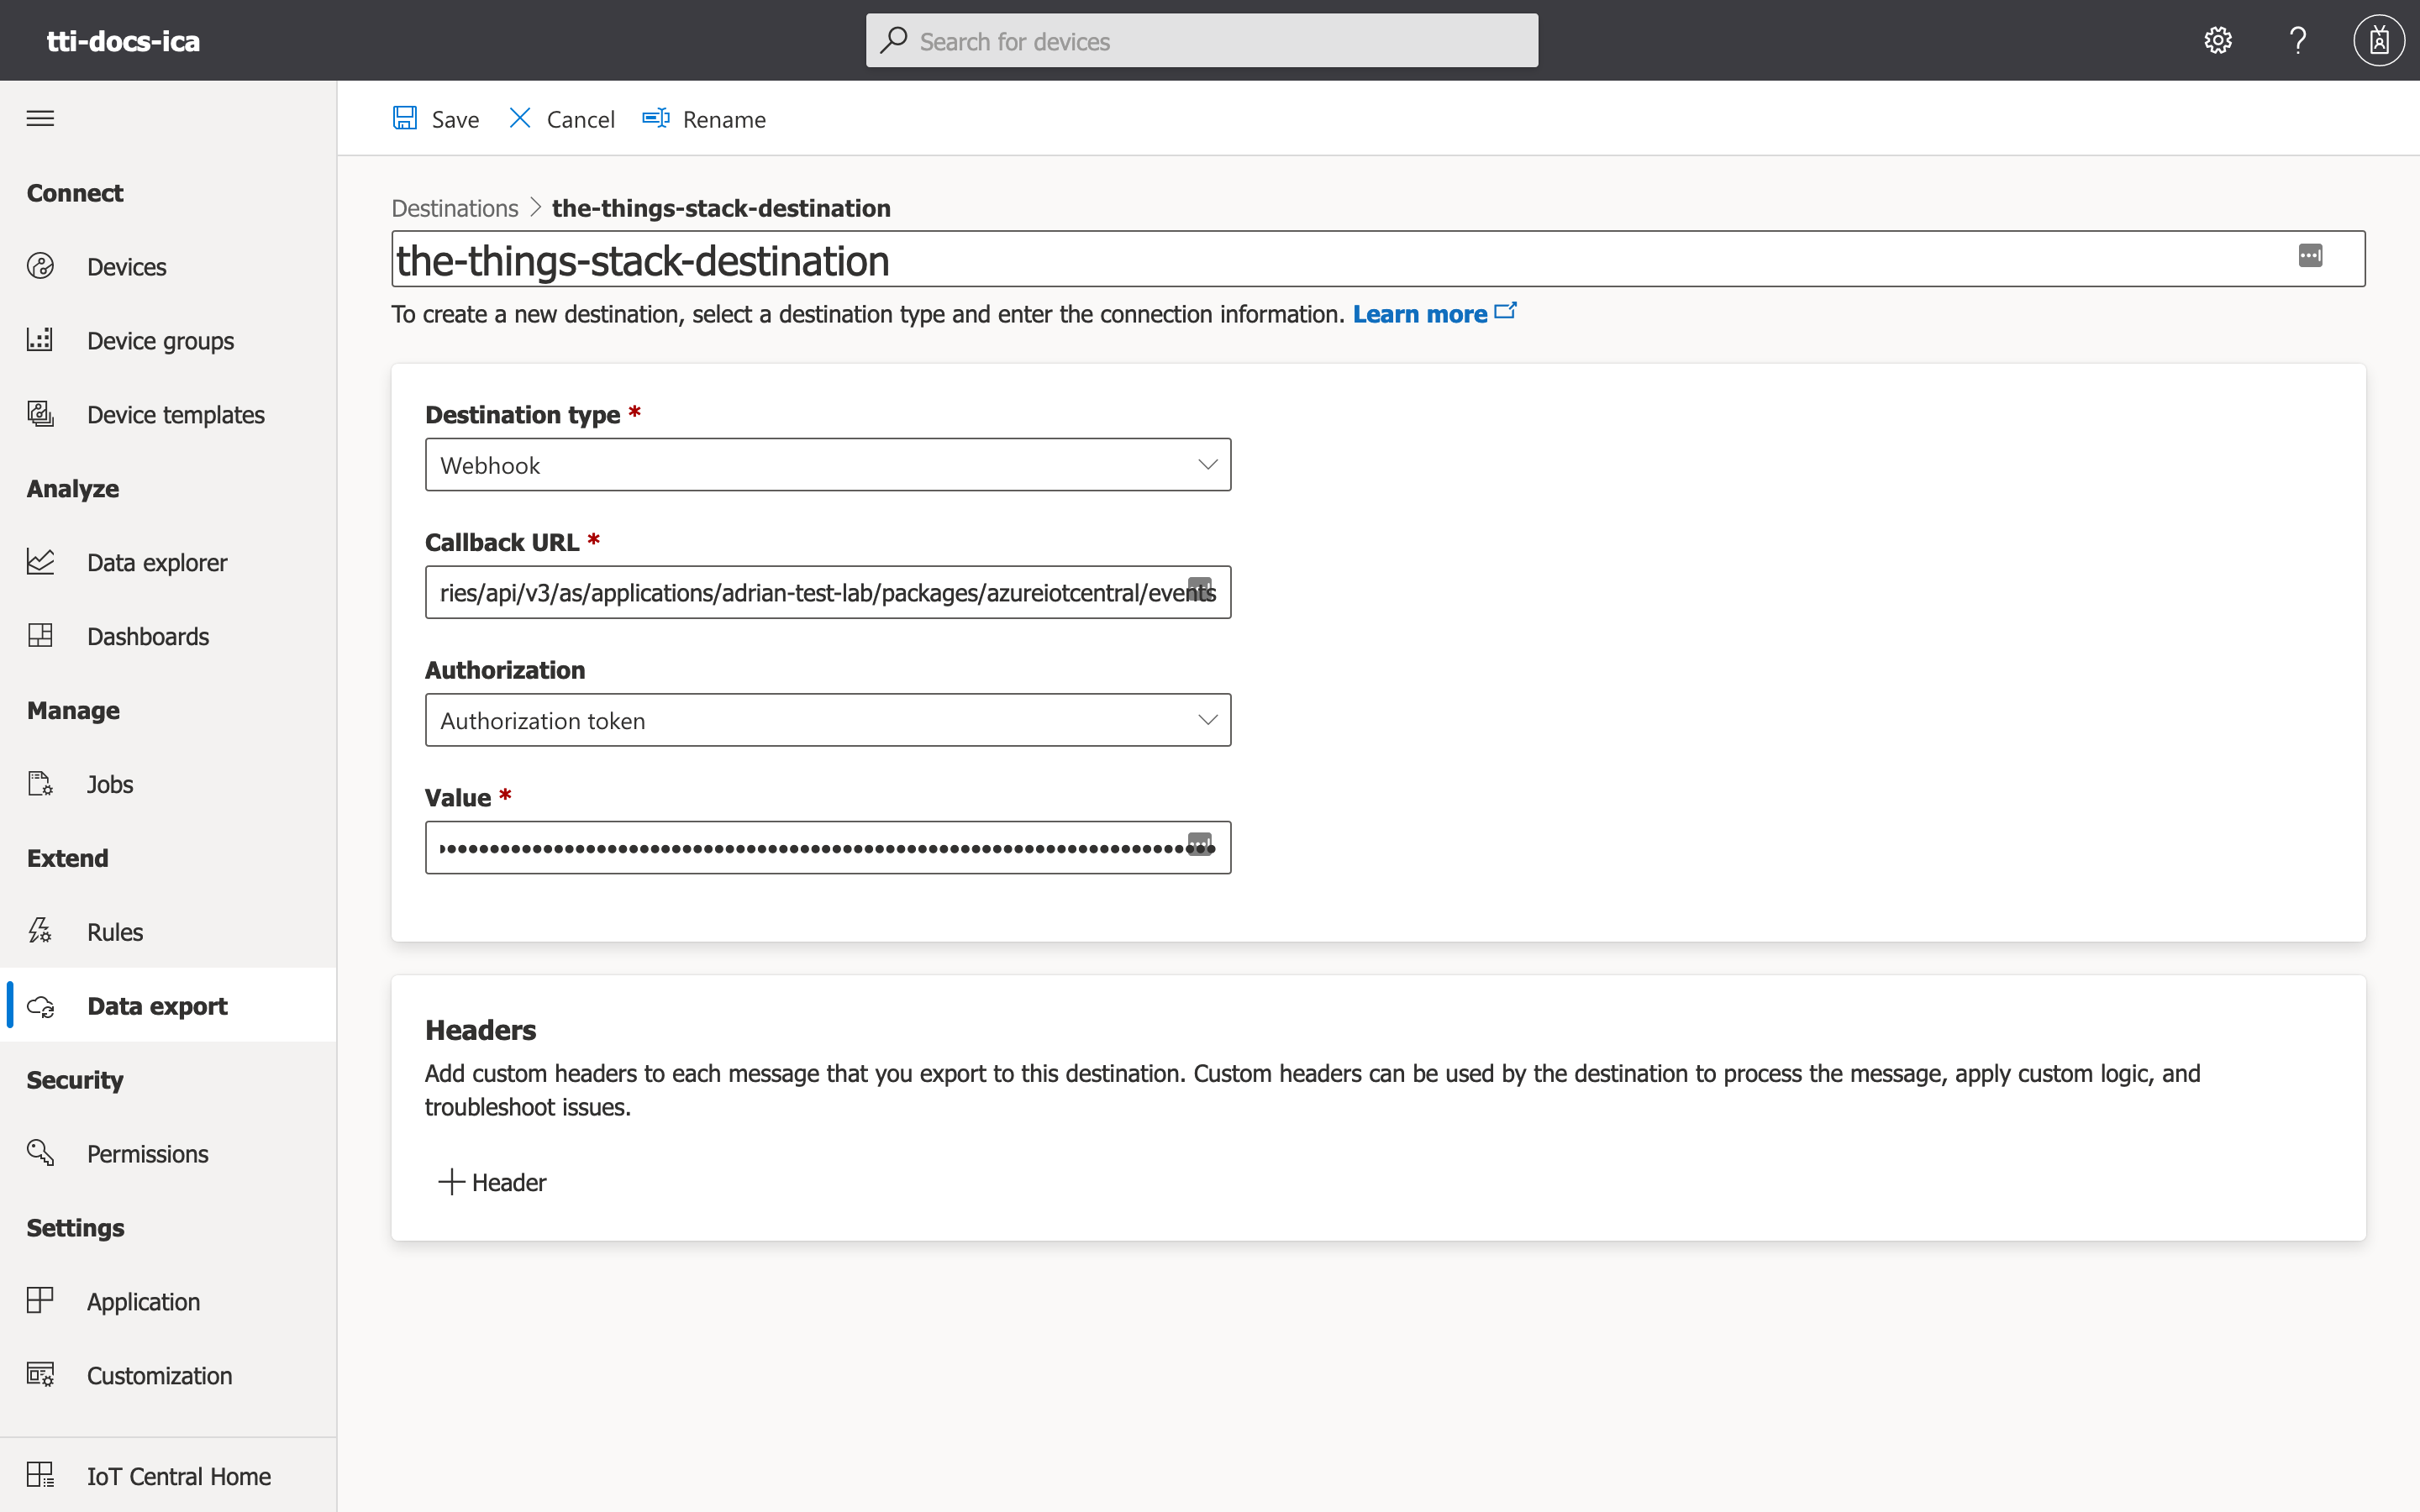 tti-docs-ica
Search for devices
Save
Cancel
Rename
Connect
Devices
Device groups
Device templates
Analyze
Data explorer
Dashboards
Manage
Jobs
Extend
Rules
Data export
Security
Permissions
Settings
Application
Customization
IoT Central Home
Destinations > the-things-stack-destination
the-things-stack-destination
To create a new destination, select a destination type and enter the connection information. Learn more
Destination type *
Webhook
Callback URL *
ries/api/v3/as/applications/adrian-test-lab/packages/azureiotcentral/events
Authorization
Authorization token
Value *
Headers
Add custom headers to each message that you export to this destination. Custom headers can be used by the destination to process the message, apply custom logic, and
troubleshoot issues.
Header